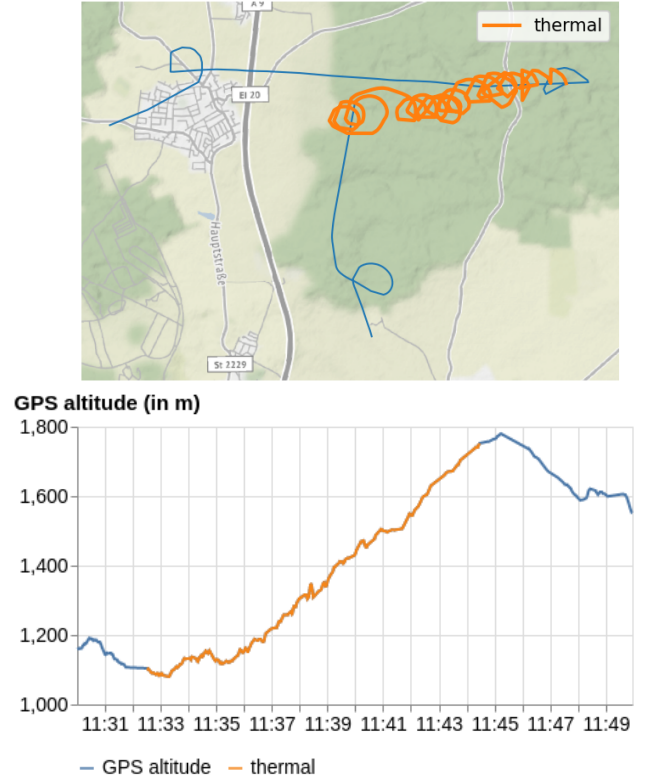 A 9
thermal
EI 20
Hauptstraße
St 2229
GPS altitude (in m)
1,800
1,600
1,400
1,200
1,000
11:31 11:33 11:35 11:37 11:39 11:41 11:43 11:45 11:47 11:49
GPS altitude thermal